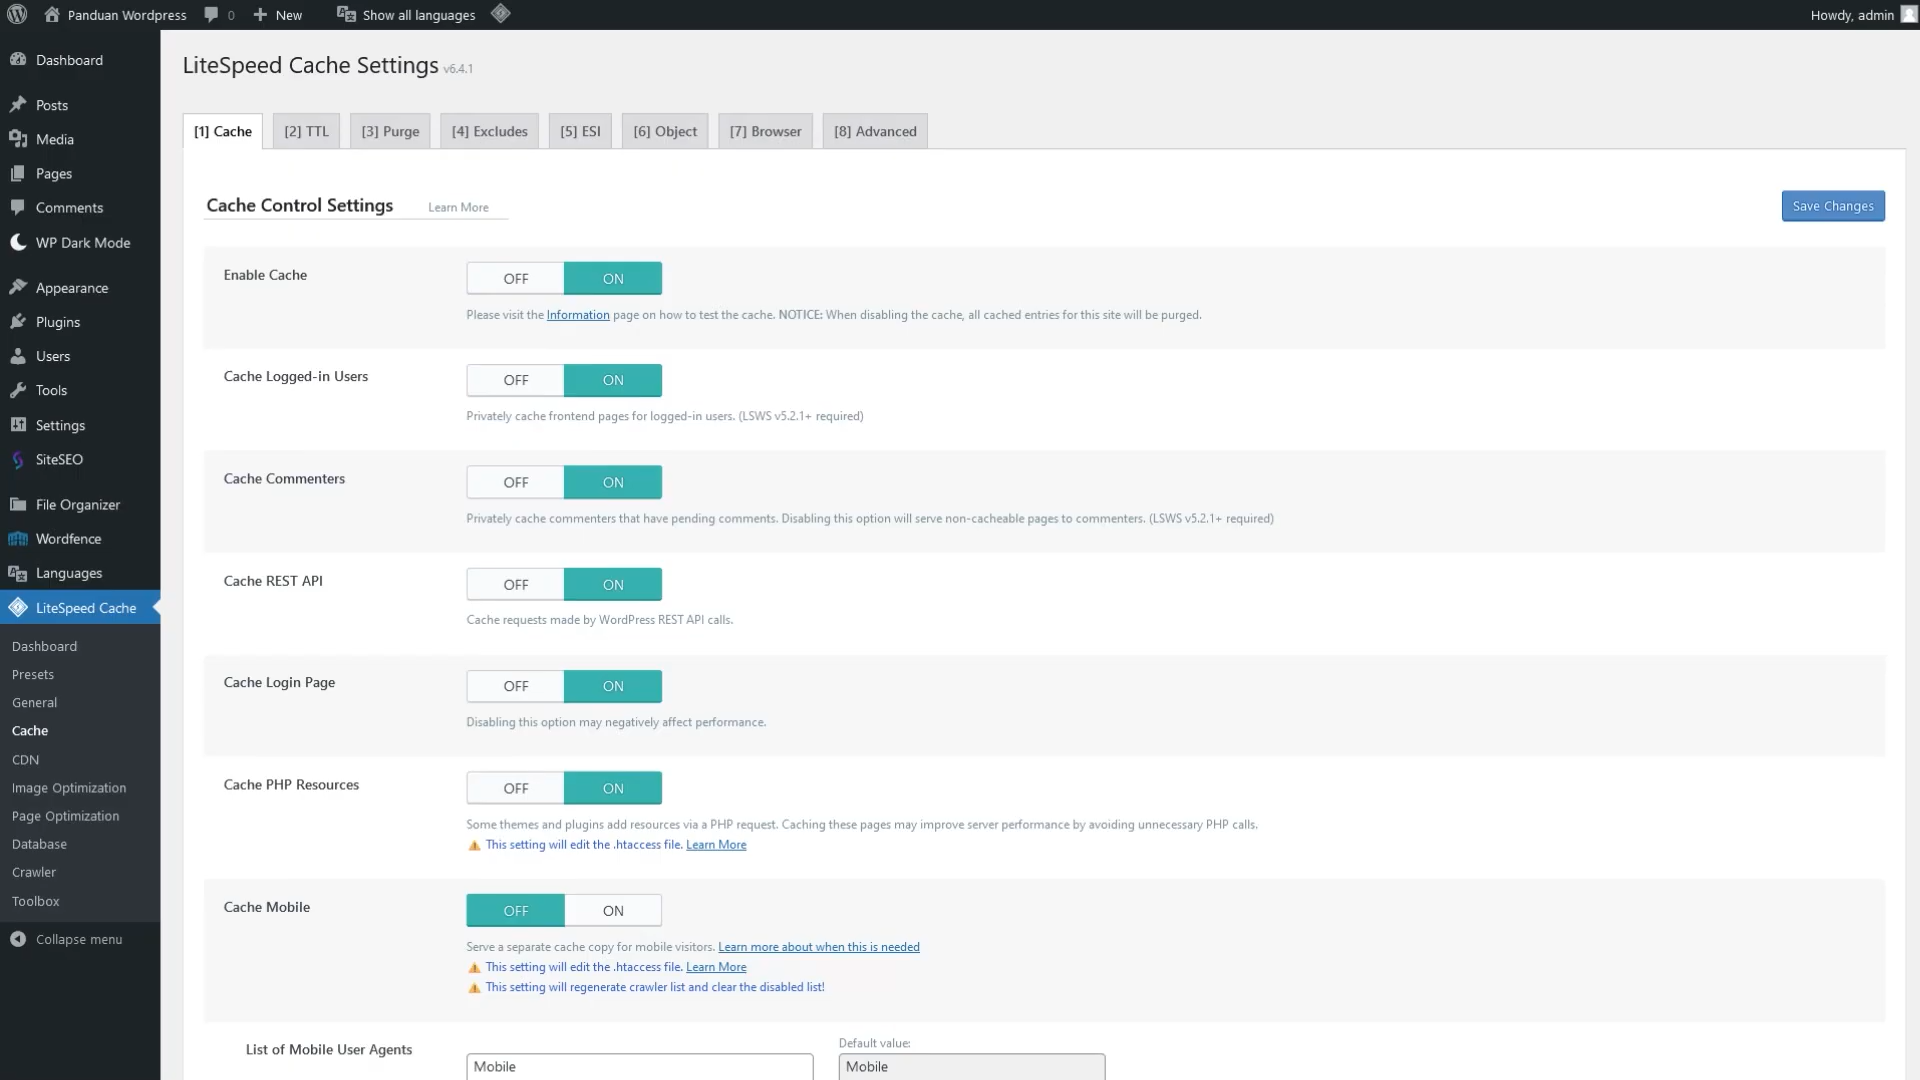 Panduan Wordpress
0
New
Show all languages
Howdy, admin
Dashboard
Posts
Media
Pages
Comments
WP Dark Mode
Appearance
Plugins
Users
Tools
Settings
SiteSEO
File Organizer
Wordfence
Languages
LiteSpeed Cache
Dashboard
Presets
General
Cache
CDN
Image Optimization
Page Optimization
Database
Crawler
Toolbox
Collapse menu
LiteSpeed Cache Settings v6.4.1
[1] Cache
[2] TTL
[3] Purge
[4] Excludes
[5] ESI
[6] Object
[7] Browser
[8] Advanced
Cache Control Settings
Learn More
Save Changes
Enable Cache
OFF
ON
Please visit the Information page on how to test the cache. NOTICE: When disabling the cache, all cached entries for this site will be purged.
Cache Logged-in Users
OFF
ON
Privately cache frontend pages for logged-in users. (LSWS v5.2.1+ required)
Cache Commenters
OFF
ON
Privately cache commenters that have pending comments. Disabling this option will serve non-cacheable pages to commenters. (LSWS v5.2.1+ required)
Cache REST API
OFF
ON
Cache requests made by WordPress REST API calls.
Cache Login Page
OFF
ON
Disabling this option may negatively affect performance.
Cache PHP Resources
OFF
ON
Some themes and plugins add resources via a PHP request. Caching these pages may improve server performance by avoiding unnecessary PHP calls.
This setting will edit the .htaccess file. Learn More
Cache Mobile
OFF
ON
Serve a separate cache copy for mobile visitors. Learn more about when this is needed
This setting will edit the .htaccess file. Learn More
This setting will regenerate crawler list and clear the disabled list!
List of Mobile User Agents
Mobile
Default value:
Mobile